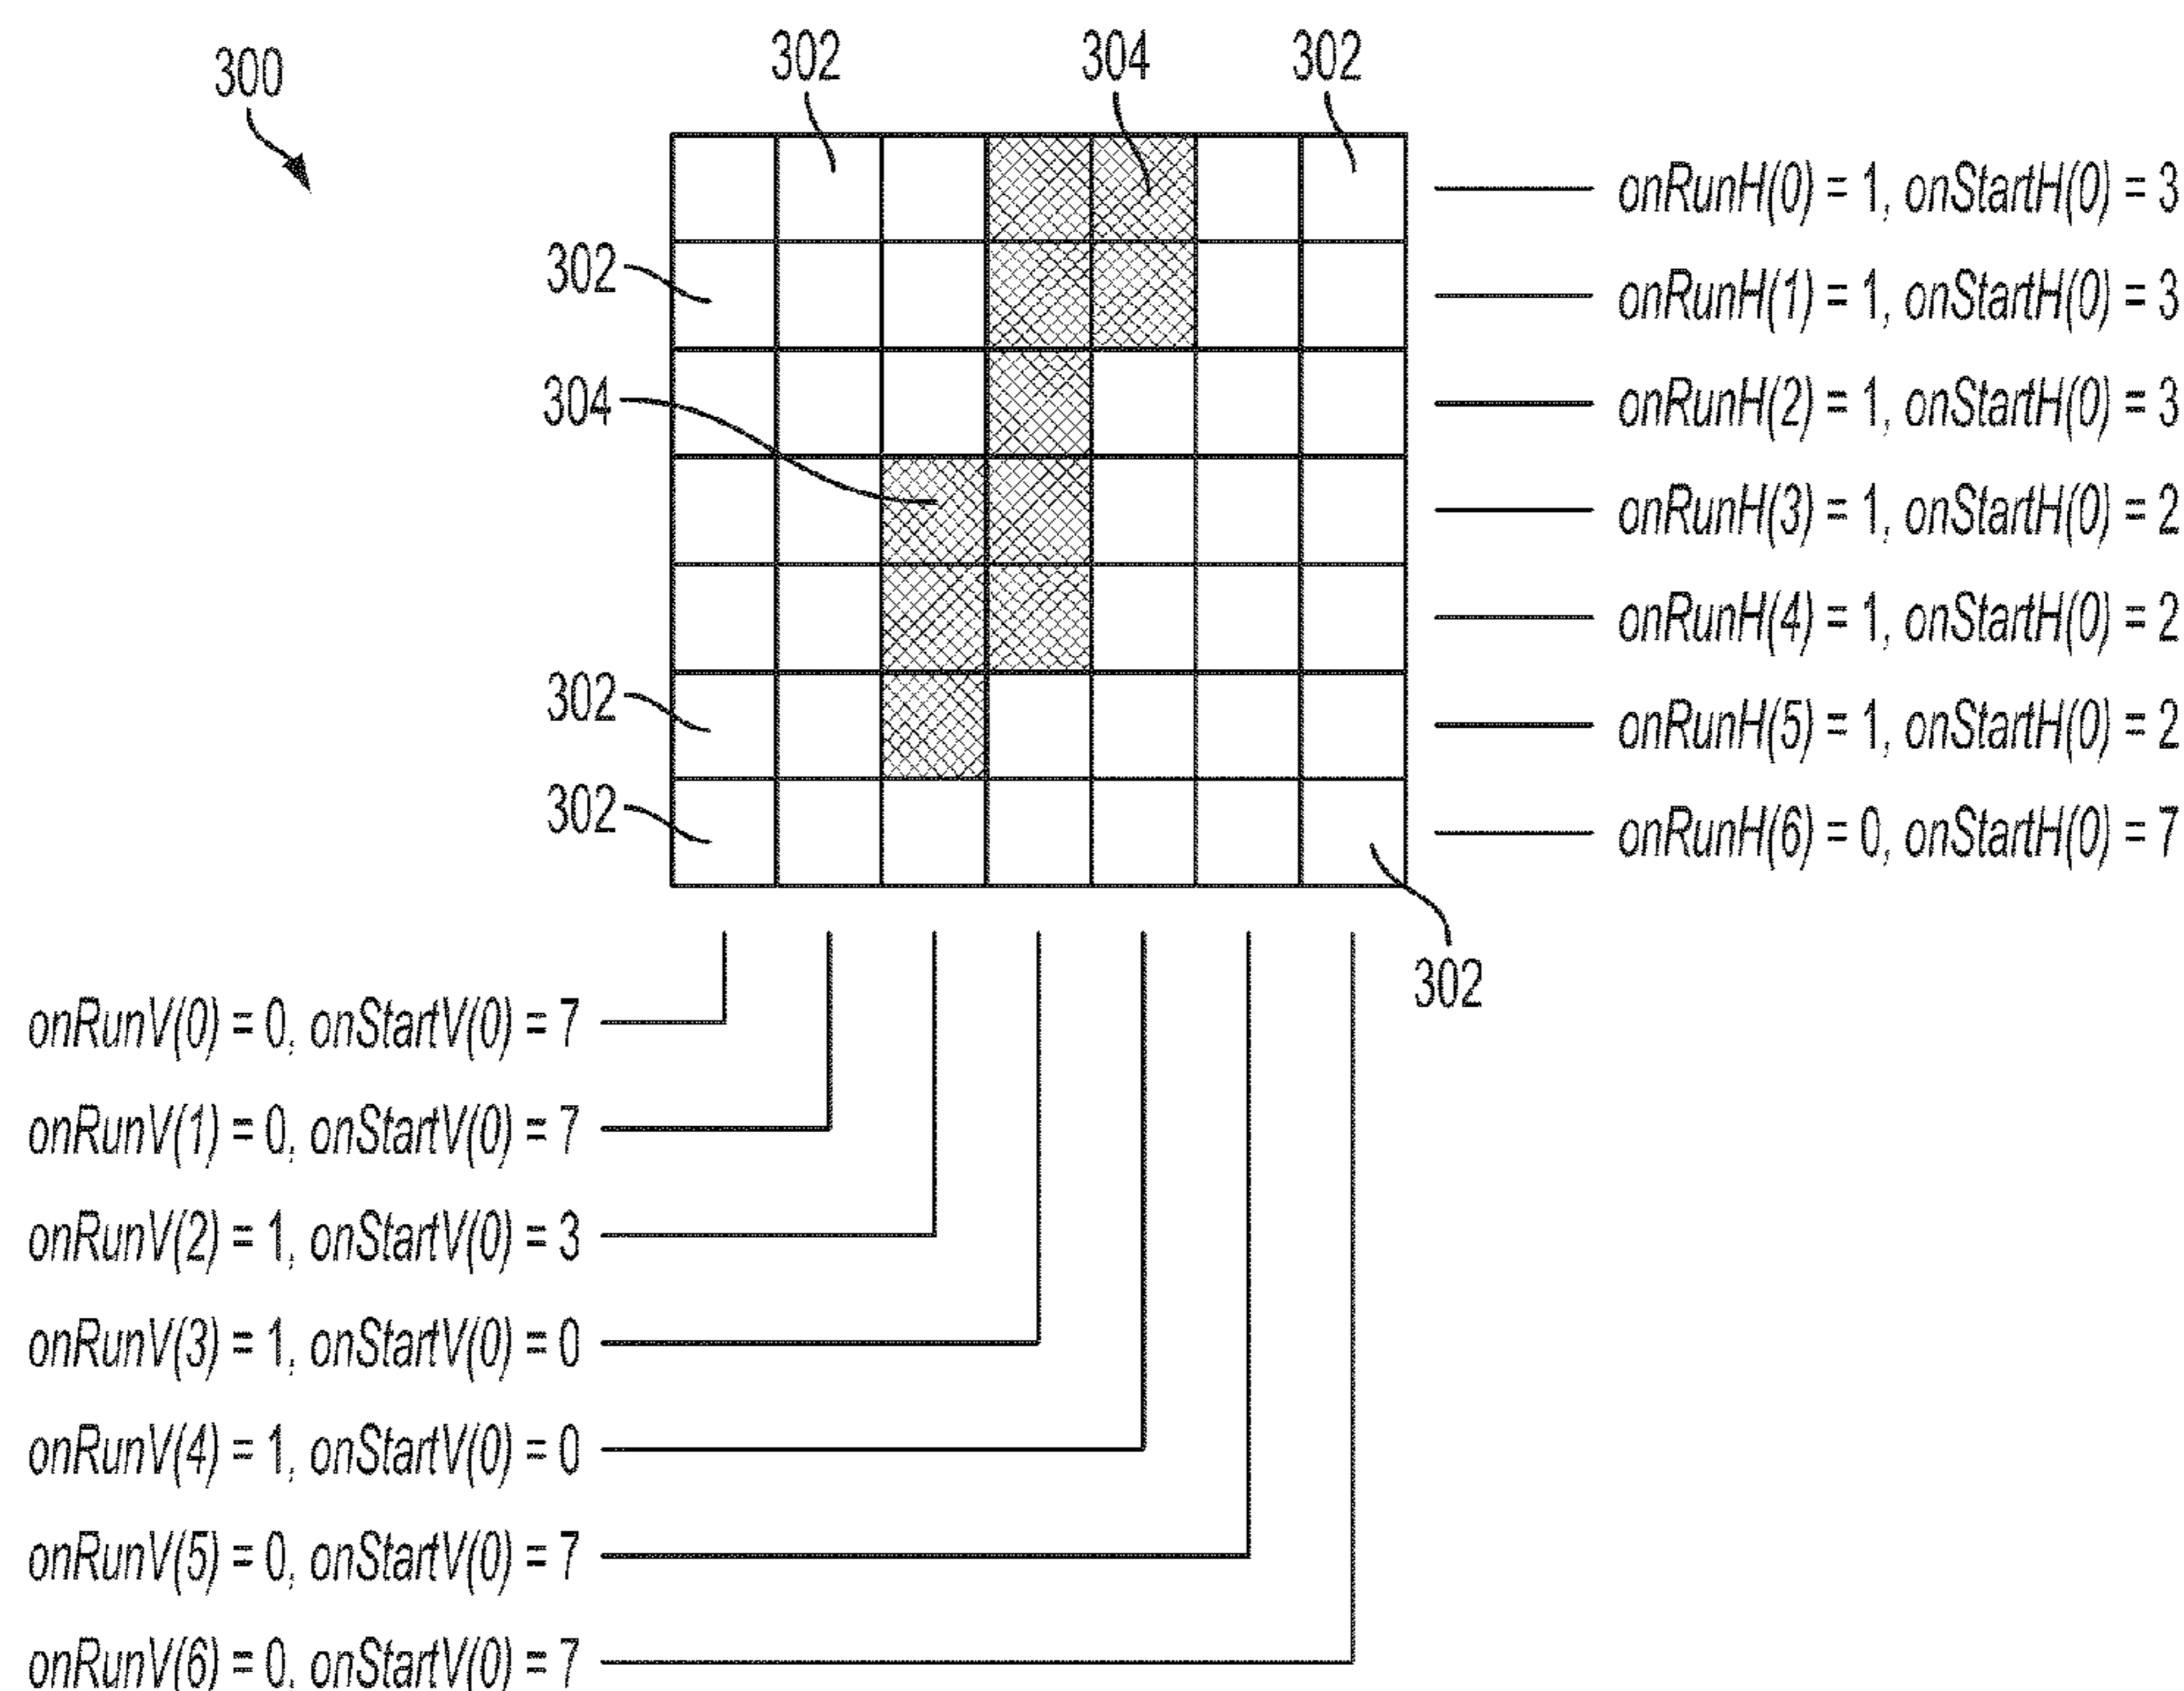 300
302
304
302
onRunH(0) = 1, onStartH(0) = 3
302
onRunH(1) = 1, onStartH(0) = 3
304
onRunH(2) = 1, onStartH(0) = 3
onRunH(3) = 1, onStartH(0) = 2
onRunH(4) = 1, onStartH(0) = 2
302
onRunH(5) = 1, onStartH(0) = 2
302
onRunH(6) = 0, onStartH(0) = 7
302
onRunV(0) = 0, onStartV(0) = 7
onRunV(1) = 0, onStartV(0) = 7
onRunV(2) = 1, onStartV(0) = 3
onRunV(3) = 1, onStartV(0) = 0
onRunV(4) = 1, onStartV(0) = 0
onRunV(5) = 0, onStartV(0) = 7
onRunV(6) = 0, onStartV(0) = 7